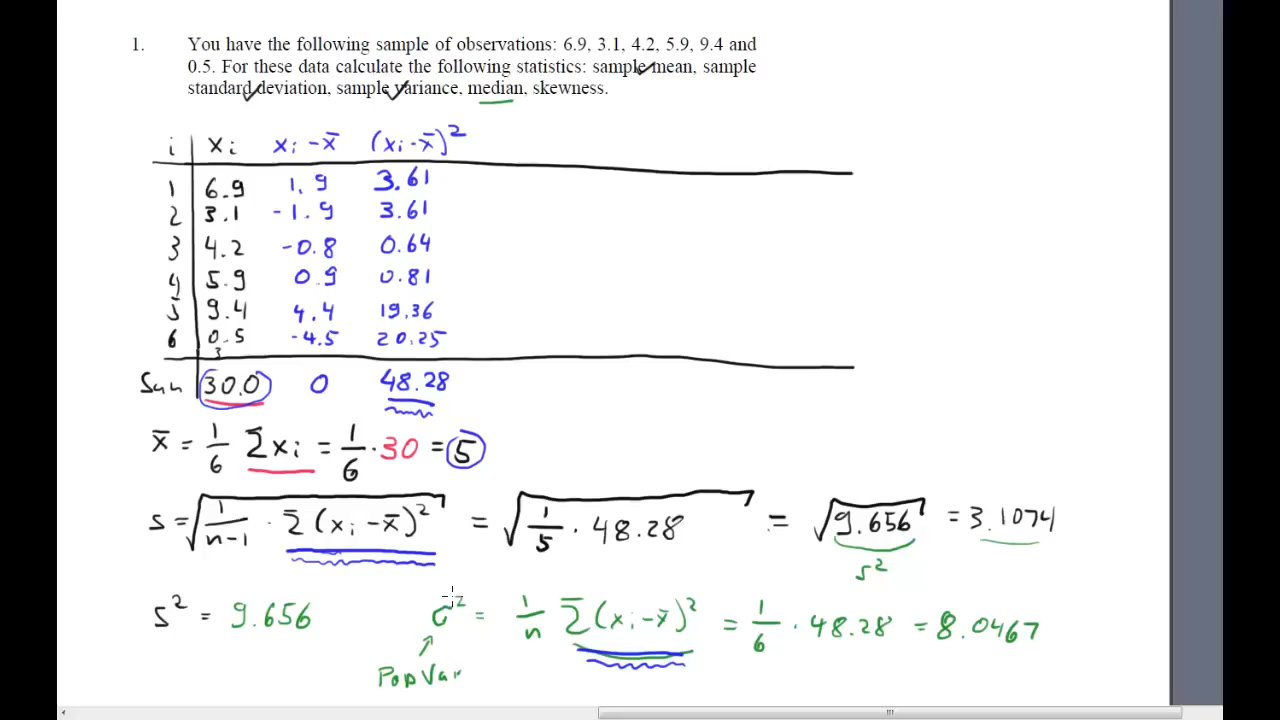 1. You have the following sample of observations: 6.9, 3.1, 4.2, 5.9, 9.4 and
0.5. For these data calculate the following statistics: sample mean, sample
standard deviation, sample variance, median, skewness.
i xi xi - x̄ (xi - x̄)²
1 6.9 1.9 3.61
2 3.1 -1.9 3.61
3 4.2 -0.8 0.64
4 5.9 0.9 0.81
5 9.4 4.4 19.36
6 0.5 -4.5 20.25
3
Sum 30.0 0 48.28
x̄ = 1/6 Σxi = 1/6 · 30 = 5
s = √(1/(n-1) · Σ(xi - x̄)²) = √(1/5 · 48.28) = √9.656 = 3.1074
s²
s² = 9.656 σ² = 1/n Σ(xi - x̄)² = 1/6 · 48.28 = 8.0467
Pop Var